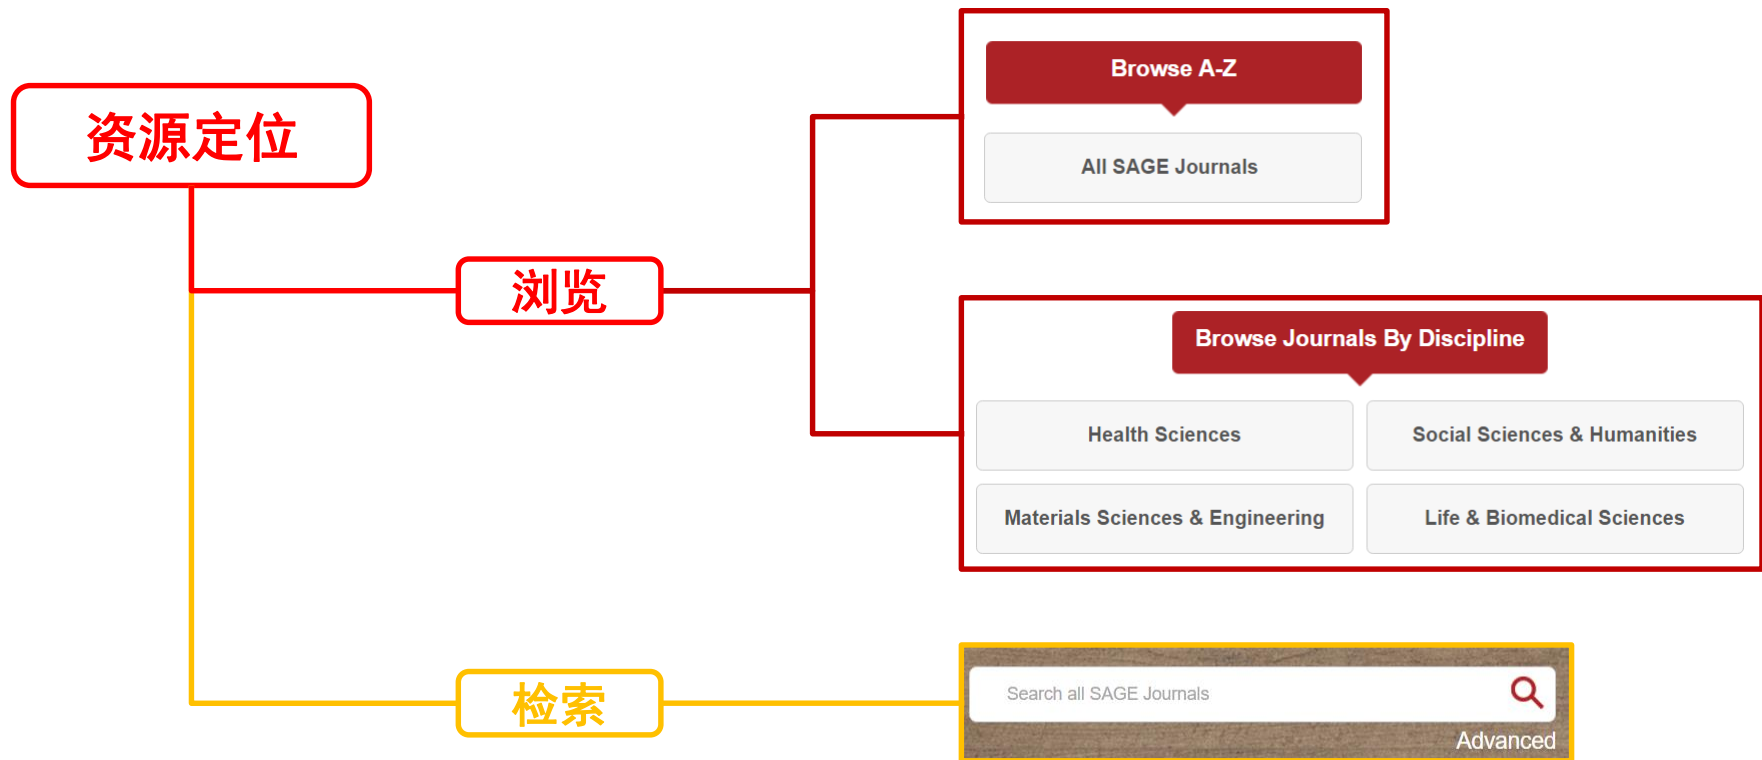 资源定位
浏览
Browse A-Z
All SAGE Journals
Browse Journals By Discipline
Health Sciences
Social Sciences & Humanities
Materials Sciences & Engineering
Life & Biomedical Sciences
检索
Search all SAGE Journals
Advanced